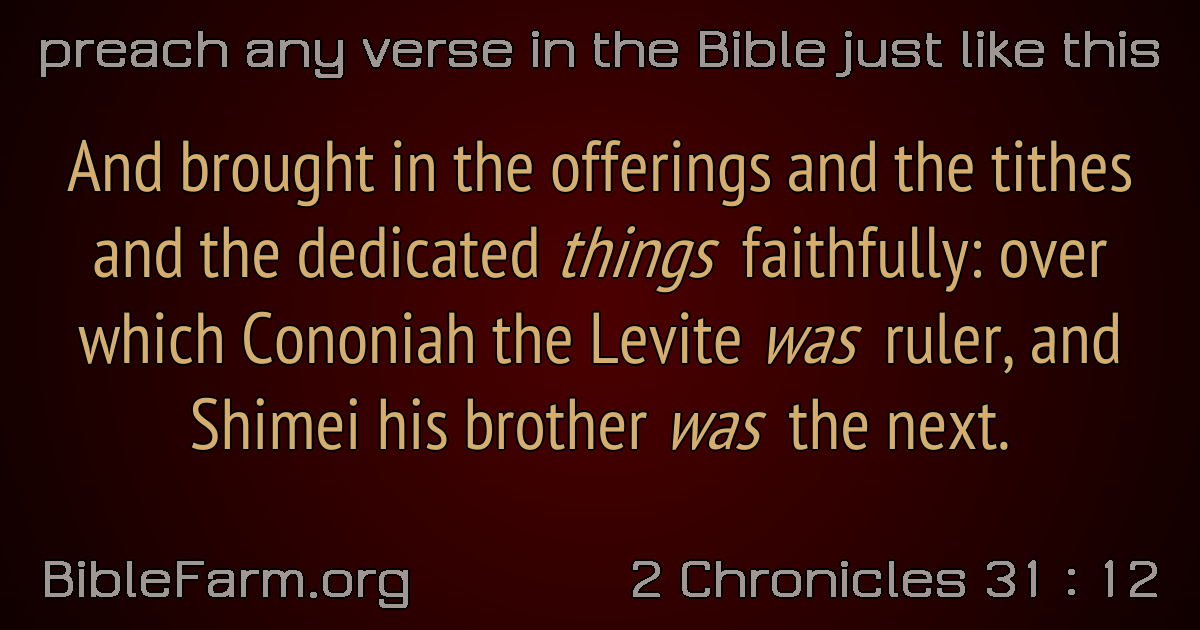 preach any verse in the Bible just like this
And brought in the offerings and the tithes
and the dedicated things faithfully: over
which Cononiah the Levite was ruler, and
Shimei his brother was the next.
BibleFarm.org
2 Chronicles 31 : 12